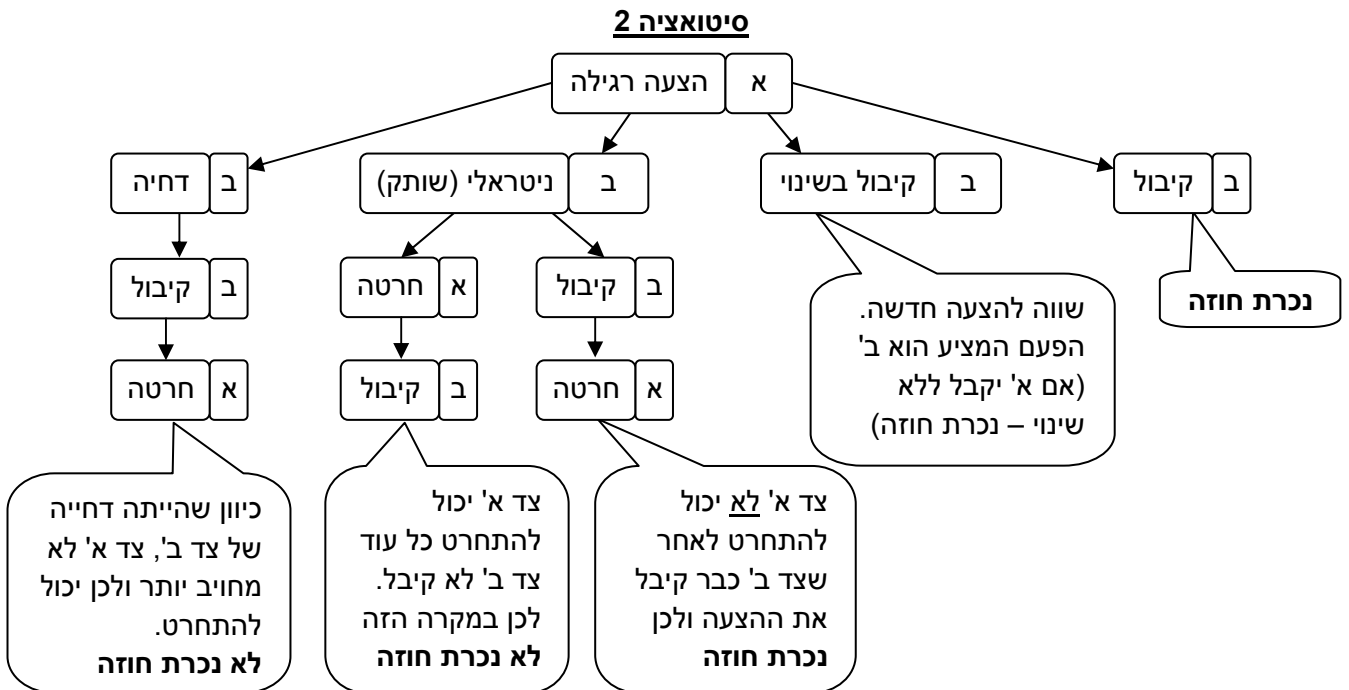 סיטואציה 2
א הצעה רגילה
ב קיבול
ב קיבול בשינוי
ב ניטראלי (שותק)
ב דחיה
נכרת חוזה
שווה להצעה חדשה.
הפעם המציע הוא ב'
(אם א' יקבל ללא
שינוי – נכרת חוזה)
ב קיבול
א חרטה
ב קיבול
א חרטה
ב קיבול
א חרטה
צד א' לא יכול
להתחרט לאחר
שצד ב' כבר קיבל
את ההצעה ולכן
נכרת חוזה
צד א' יכול
להתחרט כל עוד
צד ב' לא קיבל.
לכן במקרה הזה
לא נכרת חוזה
כיוון שהייתה דחייה
של צד ב', צד א' לא
מחויב יותר ולכן יכול
להתחרט.
לא נכרת חוזה